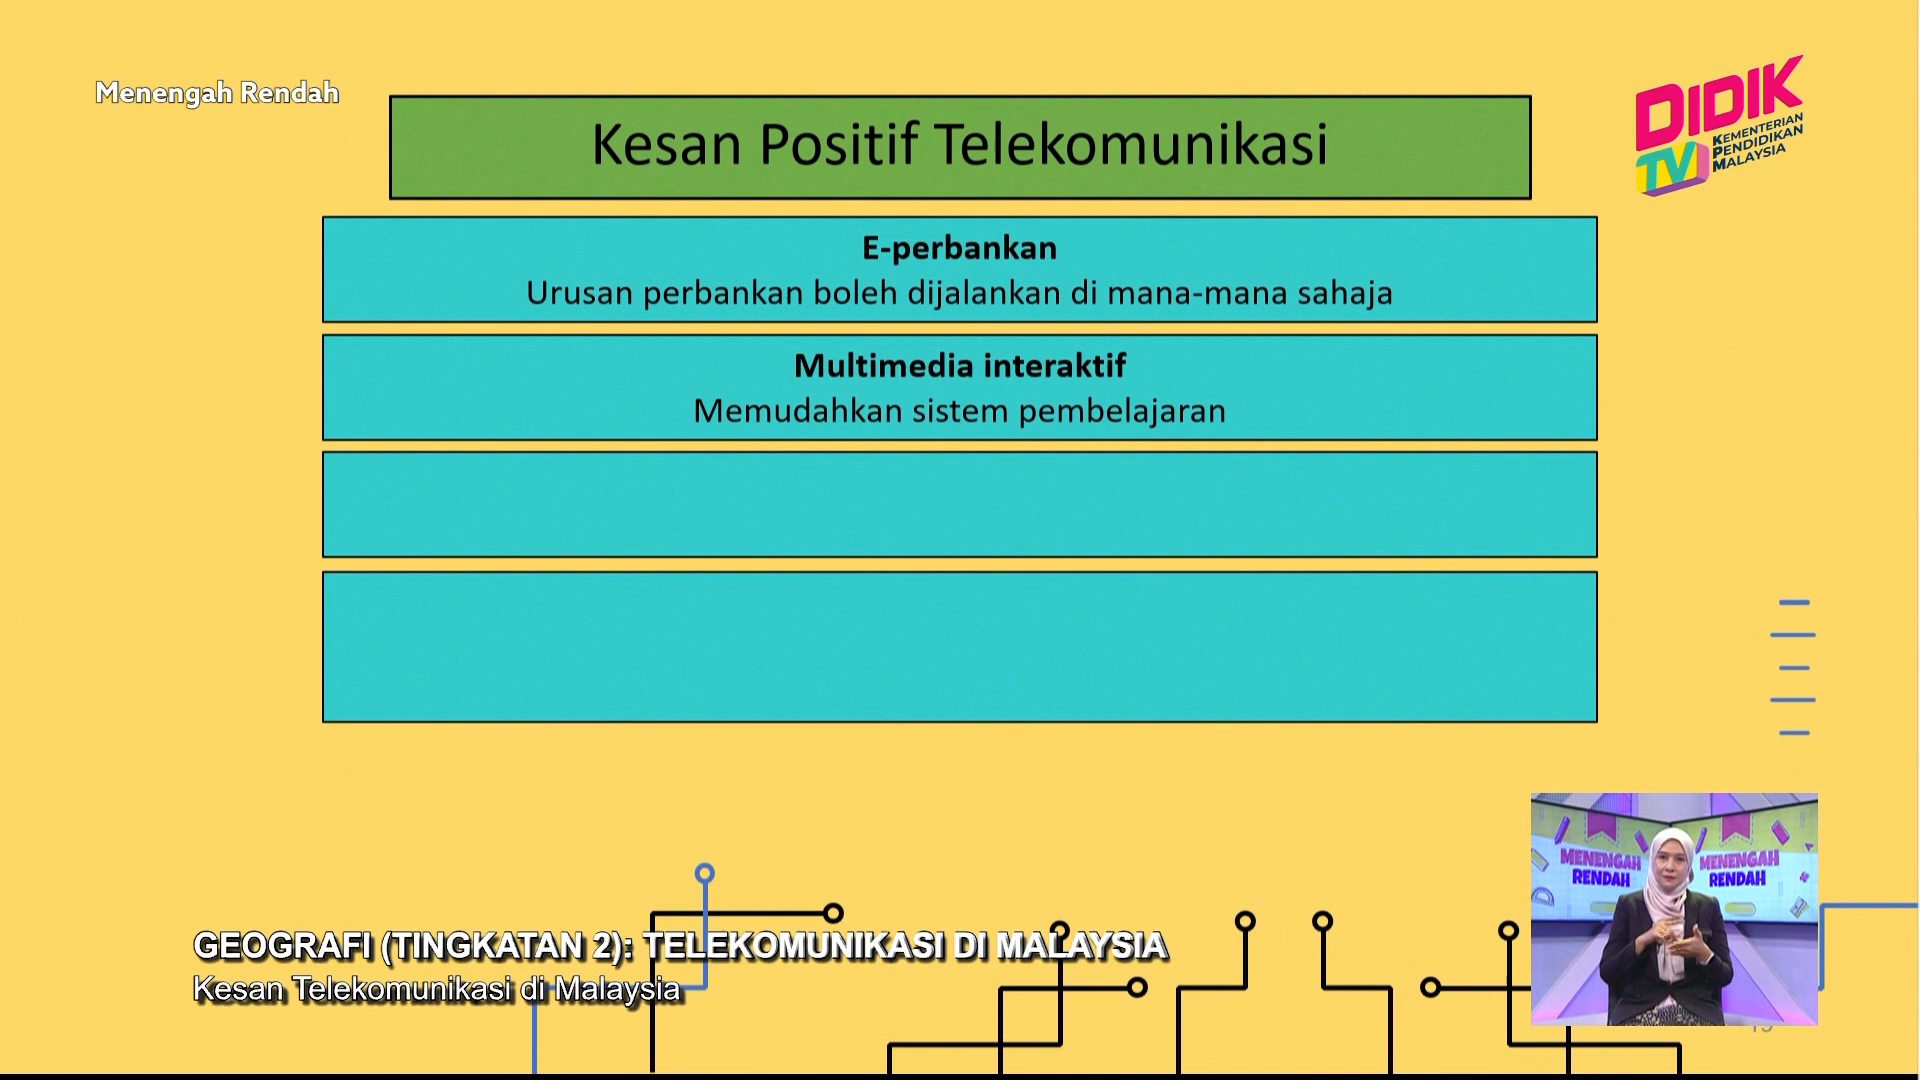 Menengah Rendah
Kesan Positif Telekomunikasi
DIDIK
TV
KEMENTERIAN
PENDIDIKAN
MALAYSIA
E-perbankan
Urusan perbankan boleh dijalankan di mana-mana sahaja
Multimedia interaktif
Memudahkan sistem pembelajaran
MENENGAH
RENDAH
MENENGAH
RENDAH
GEOGRAFI (TINGKATAN 2): TELEKOMUNIKASI DI MALAYSIA
Kesan Telekomunikasi di Malaysia